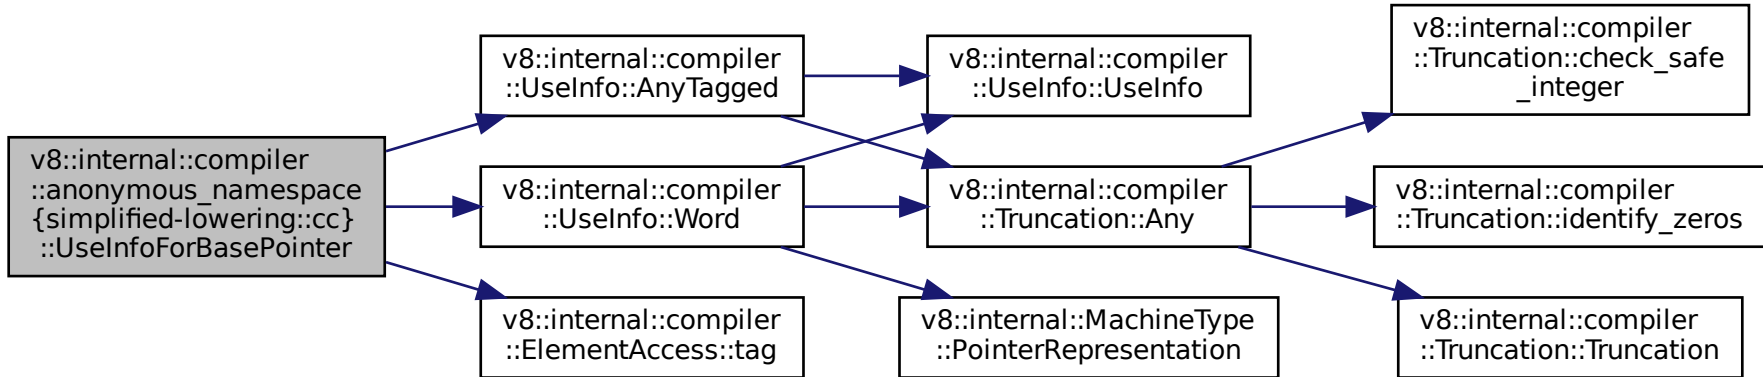 v8::internal::compiler
::anonymous_namespace
{simplified-lowering::cc}
::UseInfoForBasePointer
v8::internal::compiler
::UseInfo::AnyTagged
v8::internal::compiler
::UseInfo::Word
v8::internal::compiler
::ElementAccess::tag
v8::internal::compiler
::UseInfo::UseInfo
v8::internal::compiler
::Truncation::Any
v8::internal::MachineType
::PointerRepresentation
v8::internal::compiler
::Truncation::check_safe
_integer
v8::internal::compiler
::Truncation::identify_zeros
v8::internal::compiler
::Truncation::Truncation